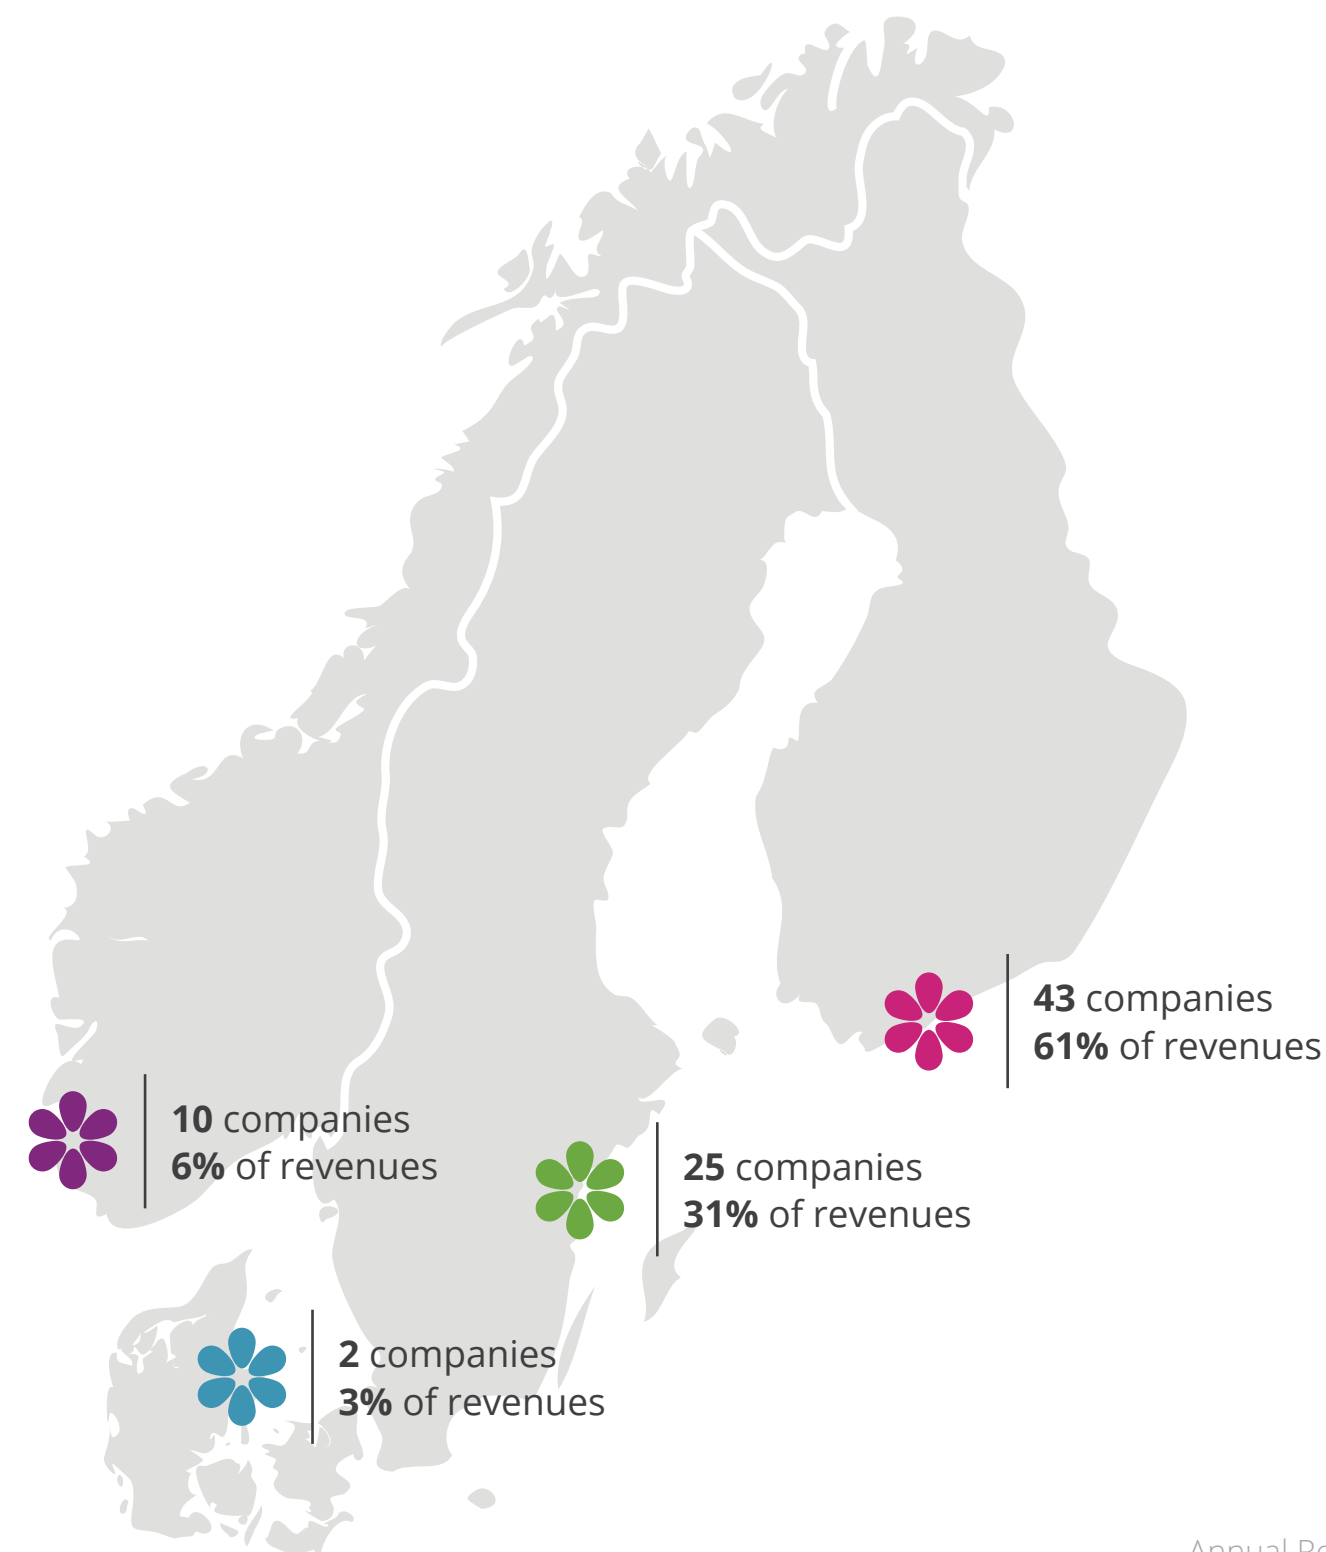 43 companies
61% of revenues
10 companies
6% of revenues
25 companies
31% of revenues
2 companies
3% of revenues
Annual